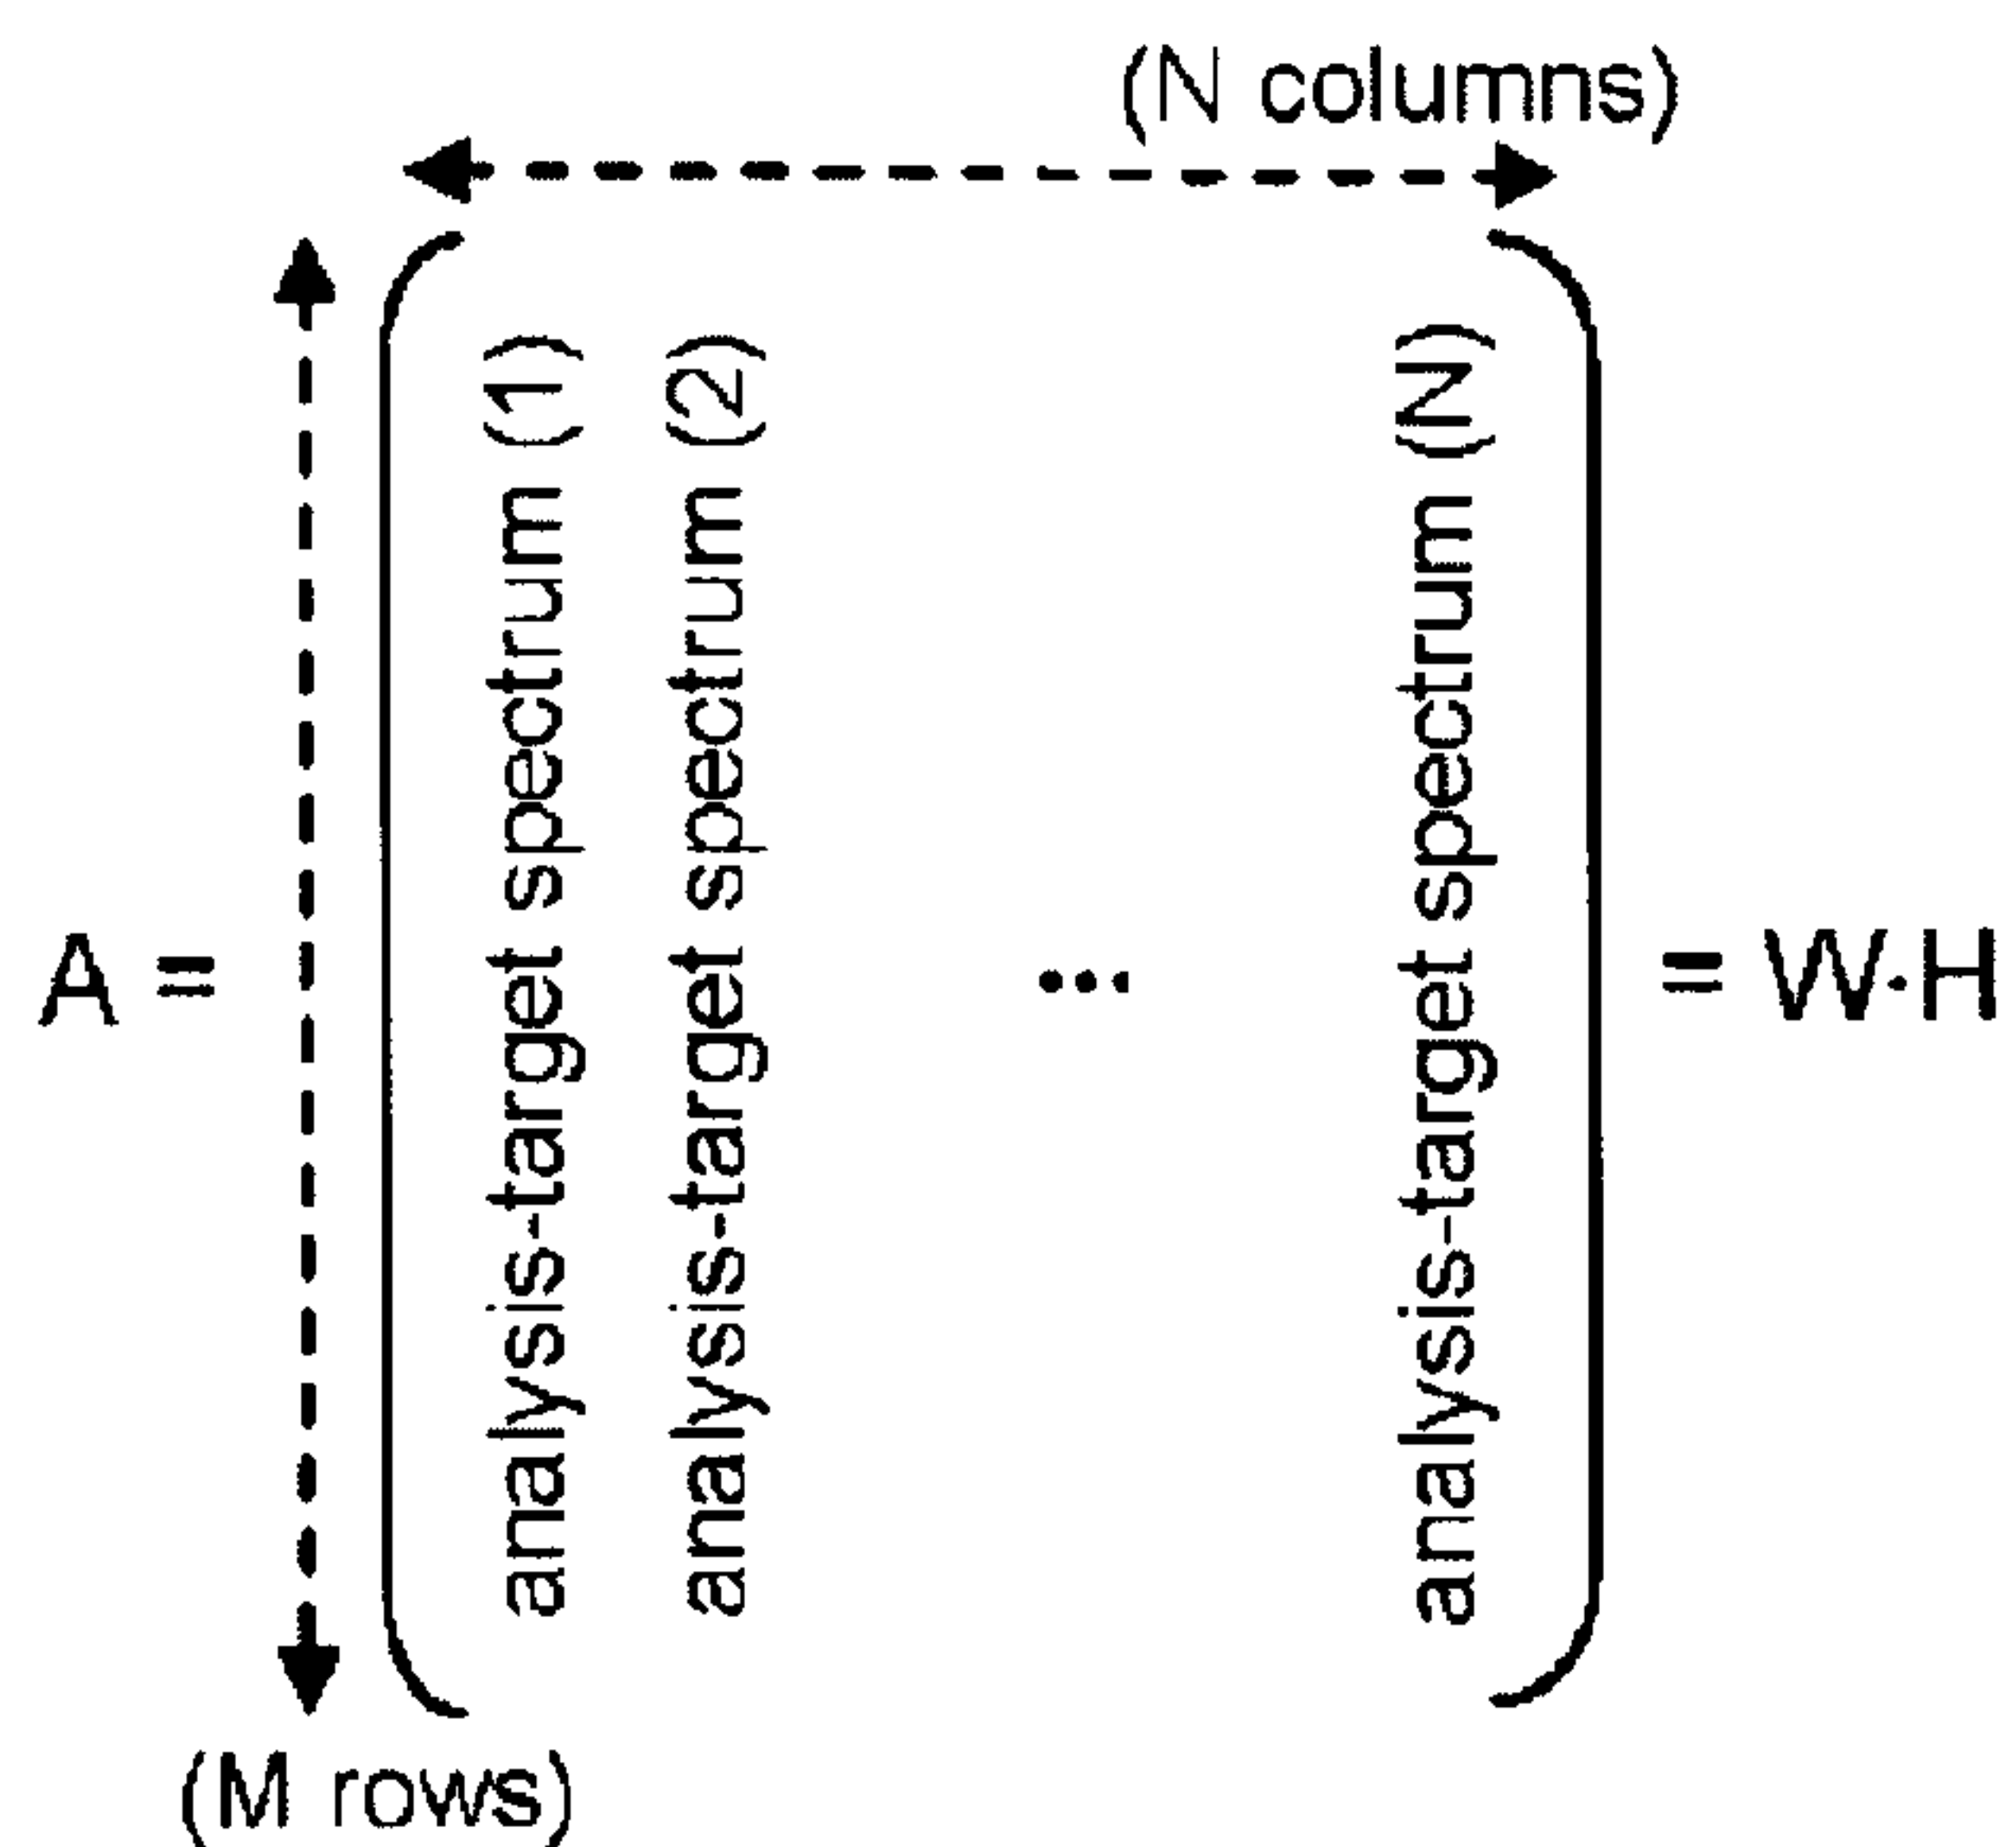 (N columns)
A =
analysis-target spectrum (1)
analysis-target spectrum (2)
...
analysis-target spectrum (N)
= W·H
(M rows)